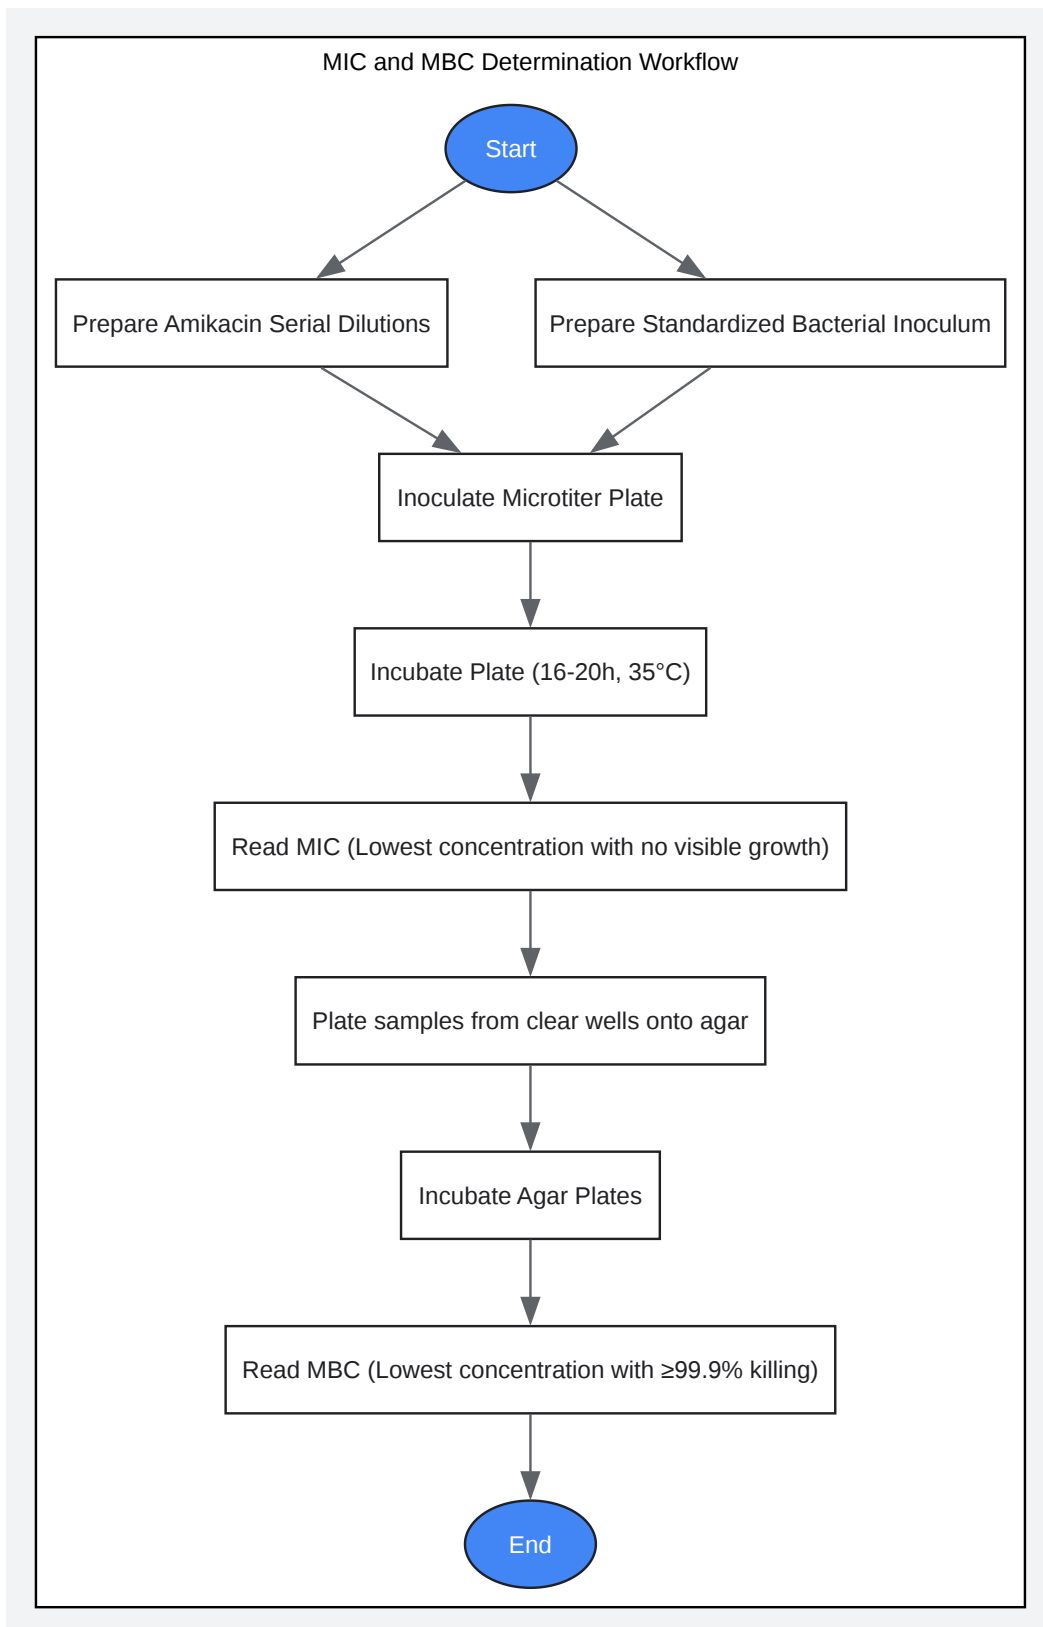 MIC and MBC Determination Workflow
Start
Prepare Amikacin Serial Dilutions
Prepare Standardized Bacterial Inoculum
Inoculate Microtiter Plate
Incubate Plate (16-20h, 35°C)
Read MIC (Lowest concentration with no visible growth)
Plate samples from clear wells onto agar
Incubate Agar Plates
Read MBC (Lowest concentration with ≥99.9% killing)
End